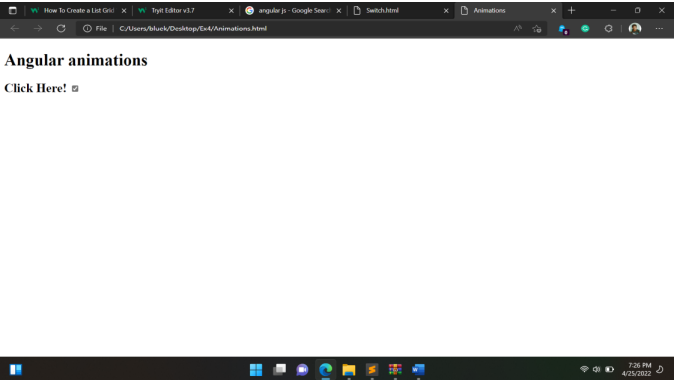 How To Create a List Grid
Tryit Editor v3.7
angular js - Google Search
Switch.html
Animations
File | C:/Users/bluek/Desktop/Ex4/Animations.html
Angular animations
Click Here!
7:26 PM
4/25/2022